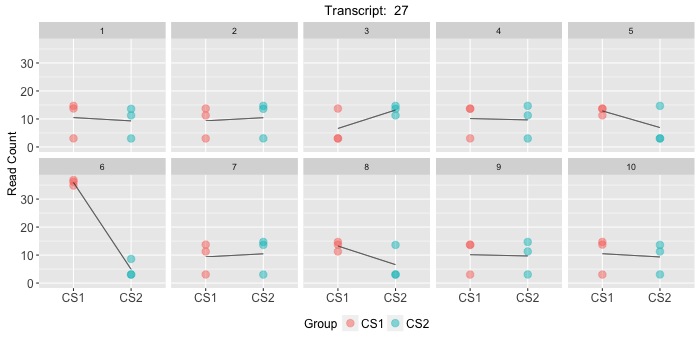 Transcript: 27
1 2 3 4 5
30
20
10
0
Read Count
6 7 8 9 10
30
20
10
0
CS1 CS2 CS1 CS2 CS1 CS2 CS1 CS2 CS1 CS2
Group CS1 CS2